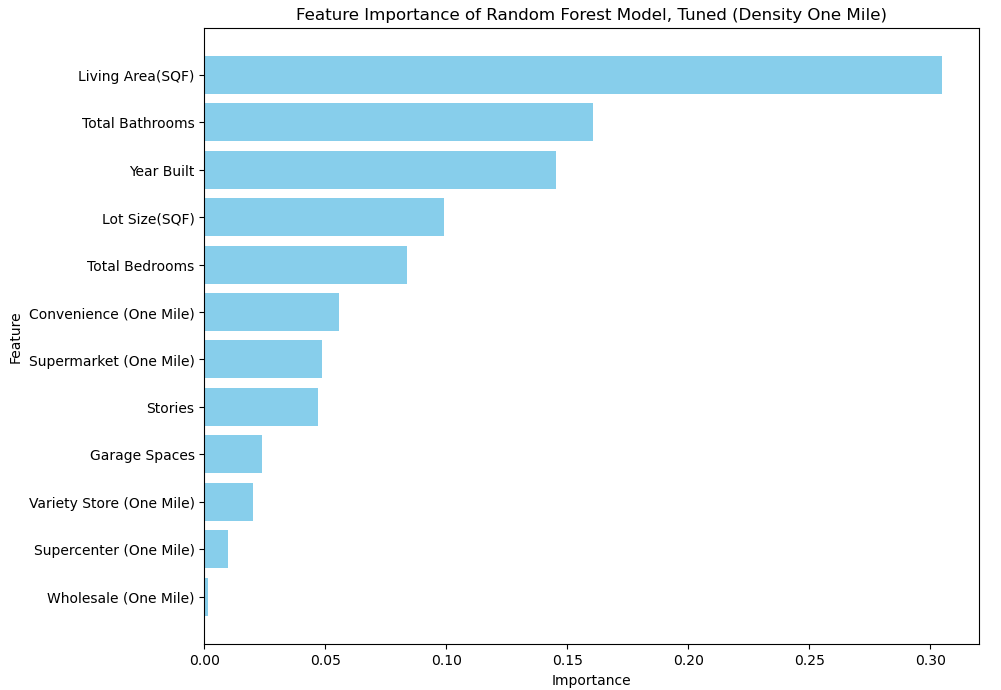 Feature Importance of Random Forest Model, Tuned (Density One Mile)
Feature
Living Area(SQF)
Total Bathrooms
Year Built
Lot Size(SQF)
Total Bedrooms
Convenience (One Mile)
Supermarket (One Mile)
Stories
Garage Spaces
Variety Store (One Mile)
Supercenter (One Mile)
Wholesale (One Mile)
0.00 0.05 0.10 0.15 0.20 0.25 0.30
Importance